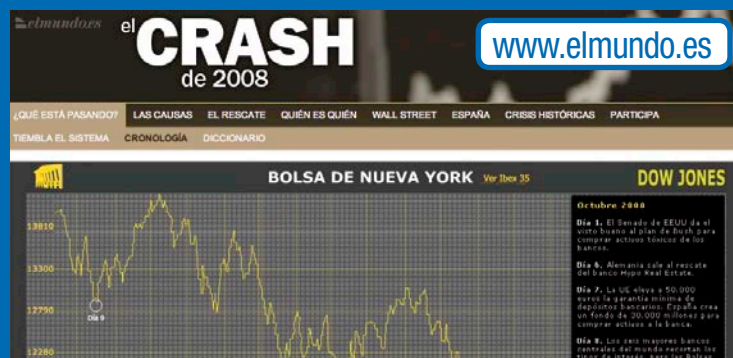 elmundo.es
el CRASH
de 2008
www.elmundo.es
¿QUÉ ESTÁ PASANDO? LAS CAUSAS EL RESCATE QUIÉN ES QUIÉN WALL STREET ESPAÑA CRISIS HISTÓRICAS PARTICIPA
TIEMBLA EL SISTEMA CRONOLOGÍA DICCIONARIO
BOLSA DE NUEVA YORK Ver Ibex 35 DOW JONES
13810
13300
12790
12280
Día 9
Octubre 2008
Día 1. El Senado de EEUU da el
visto bueno al plan de Bush para
comprar activos tóxicos de los
bancos.
Día 6. Alemania sale al rescate
del banco Hypo Real Estate.
Día 7. La UE eleva a 50.000
euros la garantía mínima de
depósitos bancarios. España crea
un fondo de 30.000 millones para
comprar activos a la banca.
Día 8. Los seis mayores bancos
centrales del mundo recortan los
tipos de interés